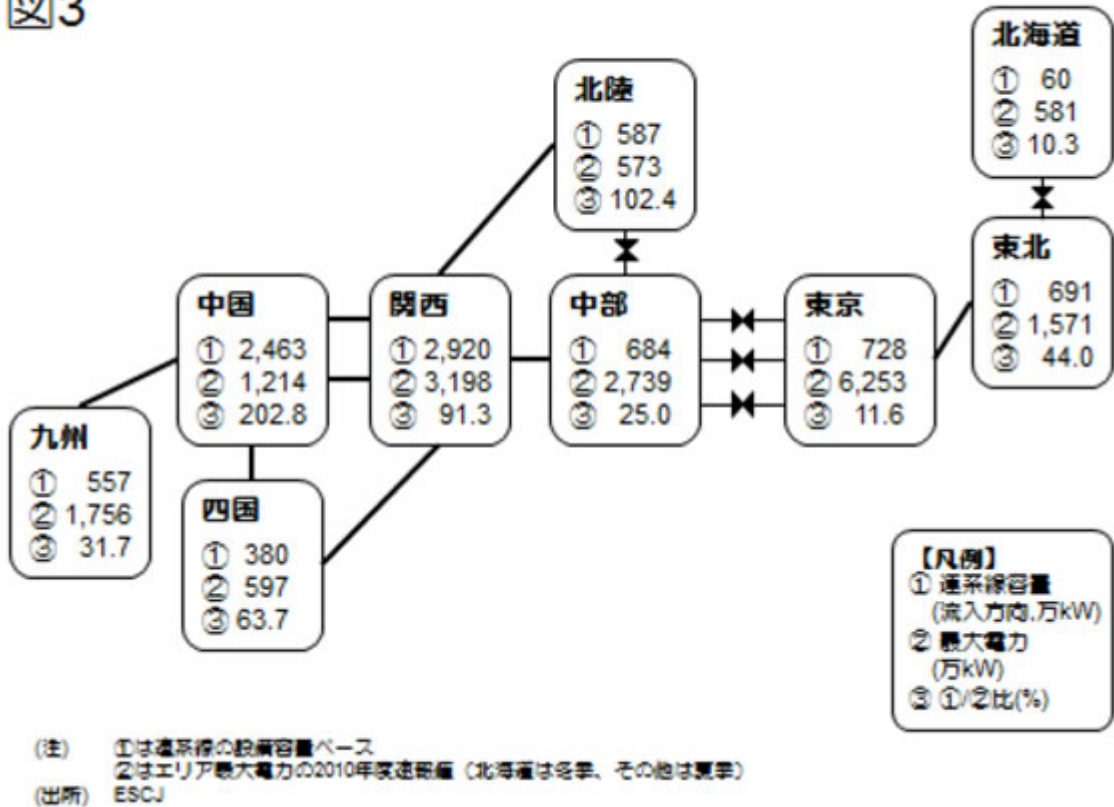 図3
北海道
① 60
② 581
③ 10.3
北陸
① 587
② 573
③ 102.4
東北
① 691
② 1,571
③ 44.0
中国
① 2,463
② 1,214
③ 202.8
関西
① 2,920
② 3,198
③ 91.3
中部
① 684
② 2,739
③ 25.0
東京
① 728
② 6,253
③ 11.6
九州
① 557
② 1,756
③ 31.7
四国
① 380
② 597
③ 63.7
【凡例】
① 連系線容量
(流入方向,万kW)
② 最大電力
(万kW)
③ ①/②比(%)
(注) ①は連系線の設備容量ベース
②はエリア最大電力の2010年度速報値（北海道は冬季、その他は夏季）
(出所) ESCJ